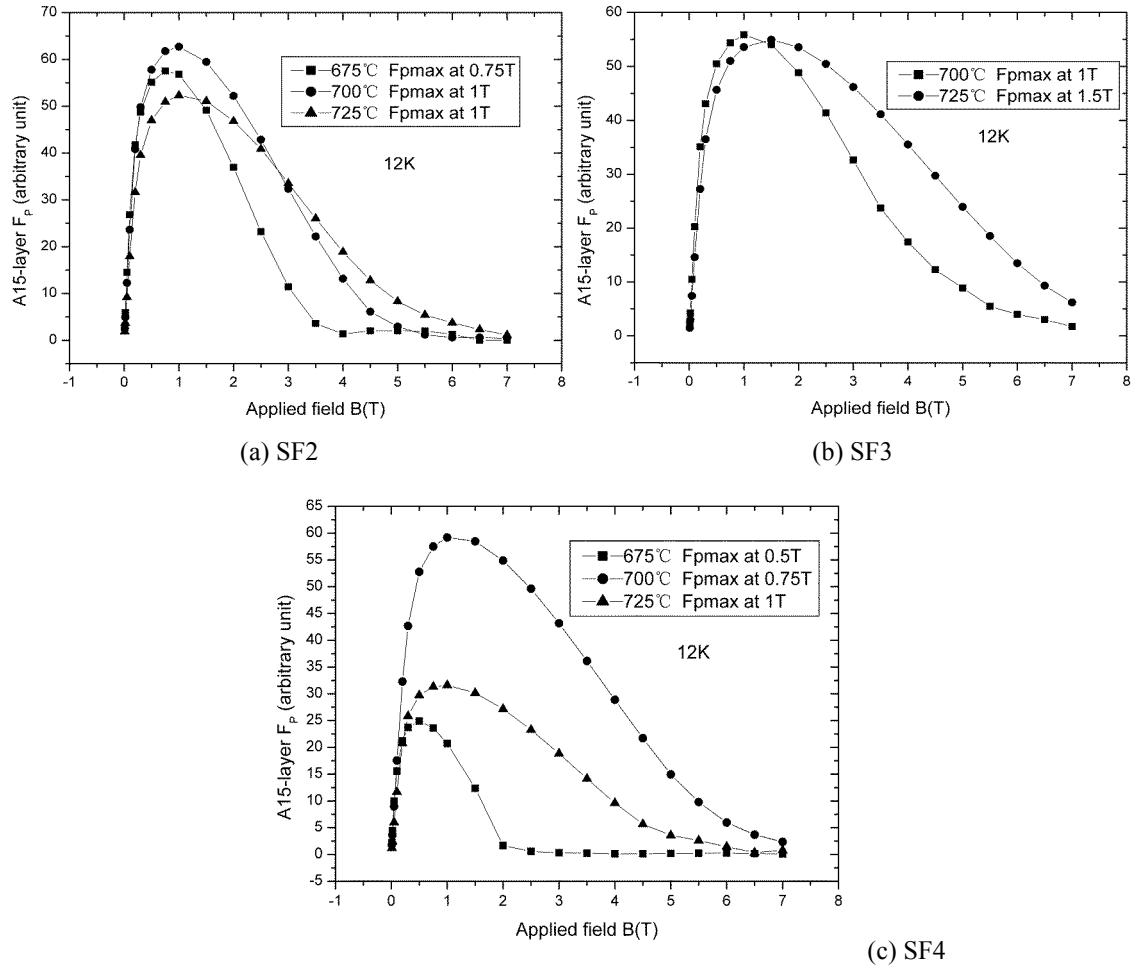 70
60
50
40
30
20
10
0
A15-layer FP (arbitrary unit)
675℃ Fpmax at 0.75T
700℃ Fpmax at 1T
725℃ Fpmax at 1T
12K
-1 0 1 2 3 4 5 6 7 8
Applied field B(T)
(a) SF2
60
50
40
30
20
10
0
A15-layer FP (arbitrary unit)
700℃ Fpmax at 1T
725℃ Fpmax at 1.5T
12K
-1 0 1 2 3 4 5 6 7 8
Applied field B(T)
(b) SF3
65
60
55
50
45
40
35
30
25
20
15
10
5
0
-5
A15-layer FP (arbitrary unit)
675℃ Fpmax at 0.5T
700℃ Fpmax at 0.75T
725℃ Fpmax at 1T
12K
-1 0 1 2 3 4 5 6 7 8
Applied field B(T)
(c) SF4